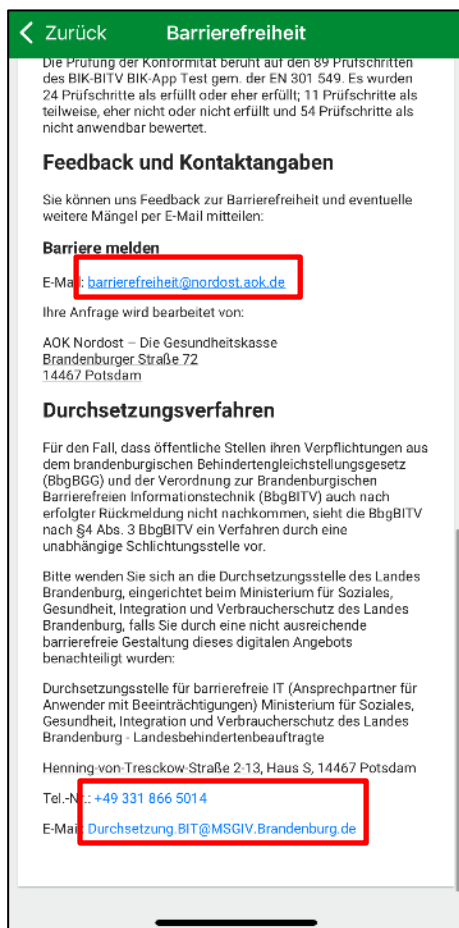 Zurück Barrierefreiheit
Die Prüfung der Konformität beruht auf den 89 Prüfschritten
des BIK-BITV BIK-App Test gem. der EN 301 549. Es wurden
24 Prüfschritte als erfüllt oder eher erfüllt; 11 Prüfschritte als
teilweise, eher nicht oder nicht erfüllt und 54 Prüfschritte als
nicht anwendbar bewertet.
Feedback und Kontaktangaben
Sie können uns Feedback zur Barrierefreiheit und eventuelle
weitere Mängel per E-Mail mitteilen:
Barriere melden
E-Mail: barrierefreiheit@nordost.aok.de
Ihre Anfrage wird bearbeitet von:
AOK Nordost – Die Gesundheitskasse
Brandenburger Straße 72
14467 Potsdam
Durchsetzungsverfahren
Für den Fall, dass öffentliche Stellen ihren Verpflichtungen aus
dem brandenburgischen Behindertengleichstellungsgesetz
(BbgBGG) und der Verordnung zur Brandenburgischen
Barrierefreien Informationstechnik (BbgBITV) auch nach
erfolgter Rückmeldung nicht nachkommen, sieht die BbgBITV
nach §4 Abs. 3 BbgBITV ein Verfahren durch eine
unabhängige Schlichtungsstelle vor.
Bitte wenden Sie sich an die Durchsetzungsstelle des Landes
Brandenburg, eingerichtet beim Ministerium für Soziales,
Gesundheit, Integration und Verbraucherschutz des Landes
Brandenburg, falls Sie durch eine nicht ausreichende
barrierefreie Gestaltung dieses digitalen Angebots
benachteiligt wurden:
Durchsetzungsstelle für barrierefreie IT (Ansprechpartner für
Anwender mit Beeinträchtigungen) Ministerium für Soziales,
Gesundheit, Integration und Verbraucherschutz des Landes
Brandenburg - Landesbehindertenbeauftragte
Henning-von-Tresckow-Straße 2-13, Haus S, 14467 Potsdam
Tel.-Nr.: +49 331 866 5014
E-Mail: Durchsetzung.BIT@MSGIV.Brandenburg.de